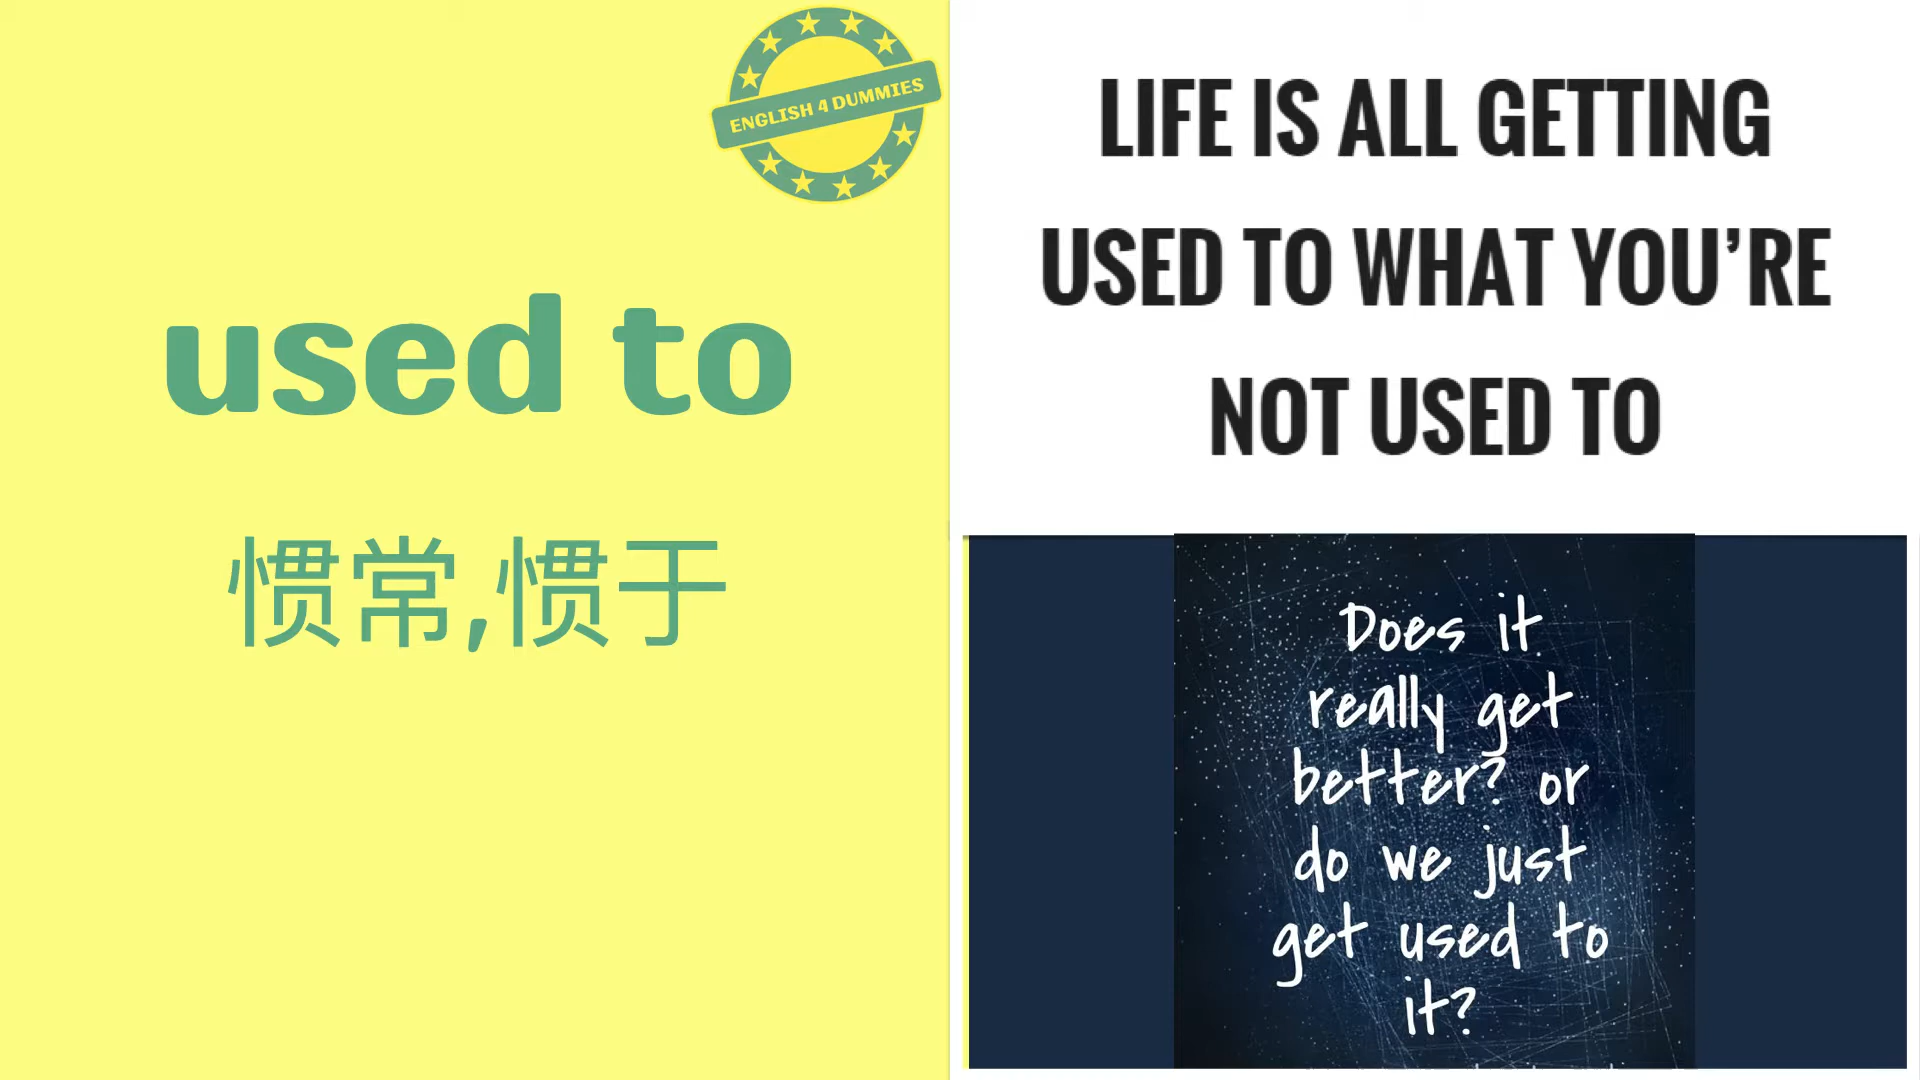 ENGLISH 4 DUMMIES
used to
惯常,惯于
LIFE IS ALL GETTING
USED TO WHAT YOU’RE
NOT USED TO
Does it
really get
better? or
do we just
get used to
it?